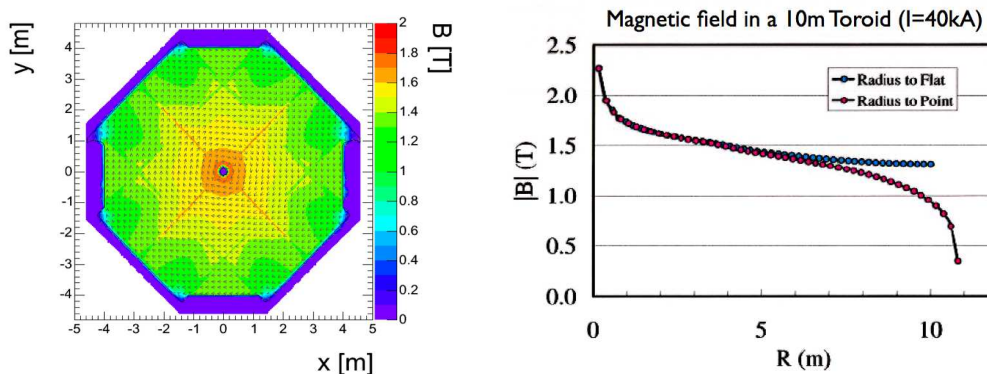 y [m]
B [T]
4
3
2
1
0
-1
-2
-3
-4
-5 -4 -3 -2 -1 0 1 2 3 4 5
x [m]
2
1.8
1.6
1.4
1.2
1
0.8
0.6
0.4
0.2
0
Magnetic field in a 10m Toroid (I=40kA)
2.5
2.0
1.5
1.0
0.5
0.0
|B| (T)
Radius to Flat
Radius to Point
0 5 10
R (m)